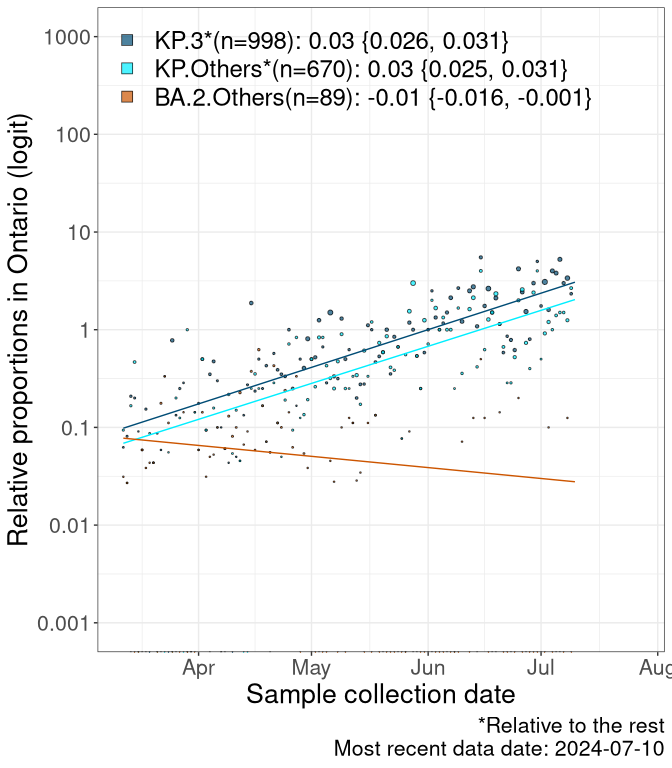 KP.3*(n=998): 0.03 {0.026, 0.031}
KP.Others*(n=670): 0.03 {0.025, 0.031}
BA.2.Others(n=89): -0.01 {-0.016, -0.001}
Relative proportions in Ontario (logit)
1000
100
10
1
0.1
0.01
0.001
Apr May Jun Jul Aug
Sample collection date
*Relative to the rest
Most recent data date: 2024-07-10